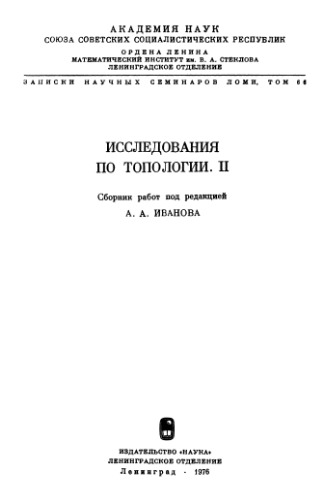 АКАДЕМИЯ НАУК
СОЮЗА СОВЕТСКИХ СОЦИАЛИСТИЧЕСКИХ РЕСПУБЛИК
ОРДЕНА ЛЕНИНА
МАТЕМАТИЧЕСКИЙ ИНСТИТУТ им. В. А. СТЕКЛОВА
ЛЕНИНГРАДСКОЕ ОТДЕЛЕНИЕ
ЗАПИСКИ НАУЧНЫХ СЕМИНАРОВ ЛОМИ, ТОМ 66
ИССЛЕДОВАНИЯ
ПО ТОПОЛОГИИ. II
Сборник работ под редакцией
А. А. ИВАНОВА
ИЗДАТЕЛЬСТВО «НАУКА»
ЛЕНИНГРАДСКОЕ ОТДЕЛЕНИЕ
Ленинград - 1976